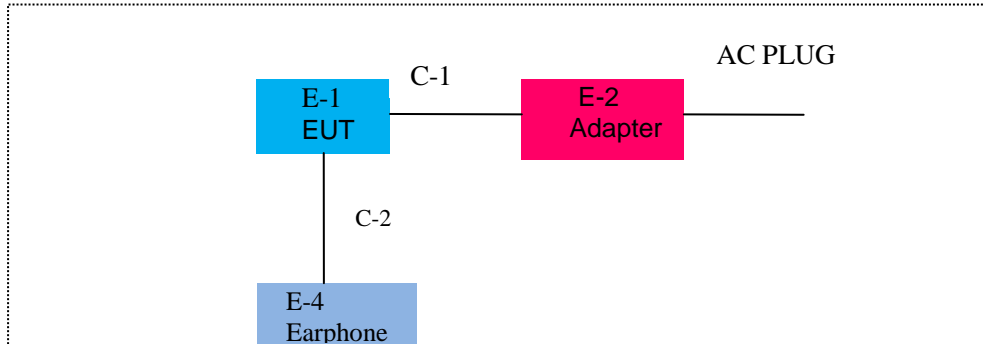 AC PLUG
C-1
E-1
EUT
E-2
Adapter
C-2
E-4
Earphone